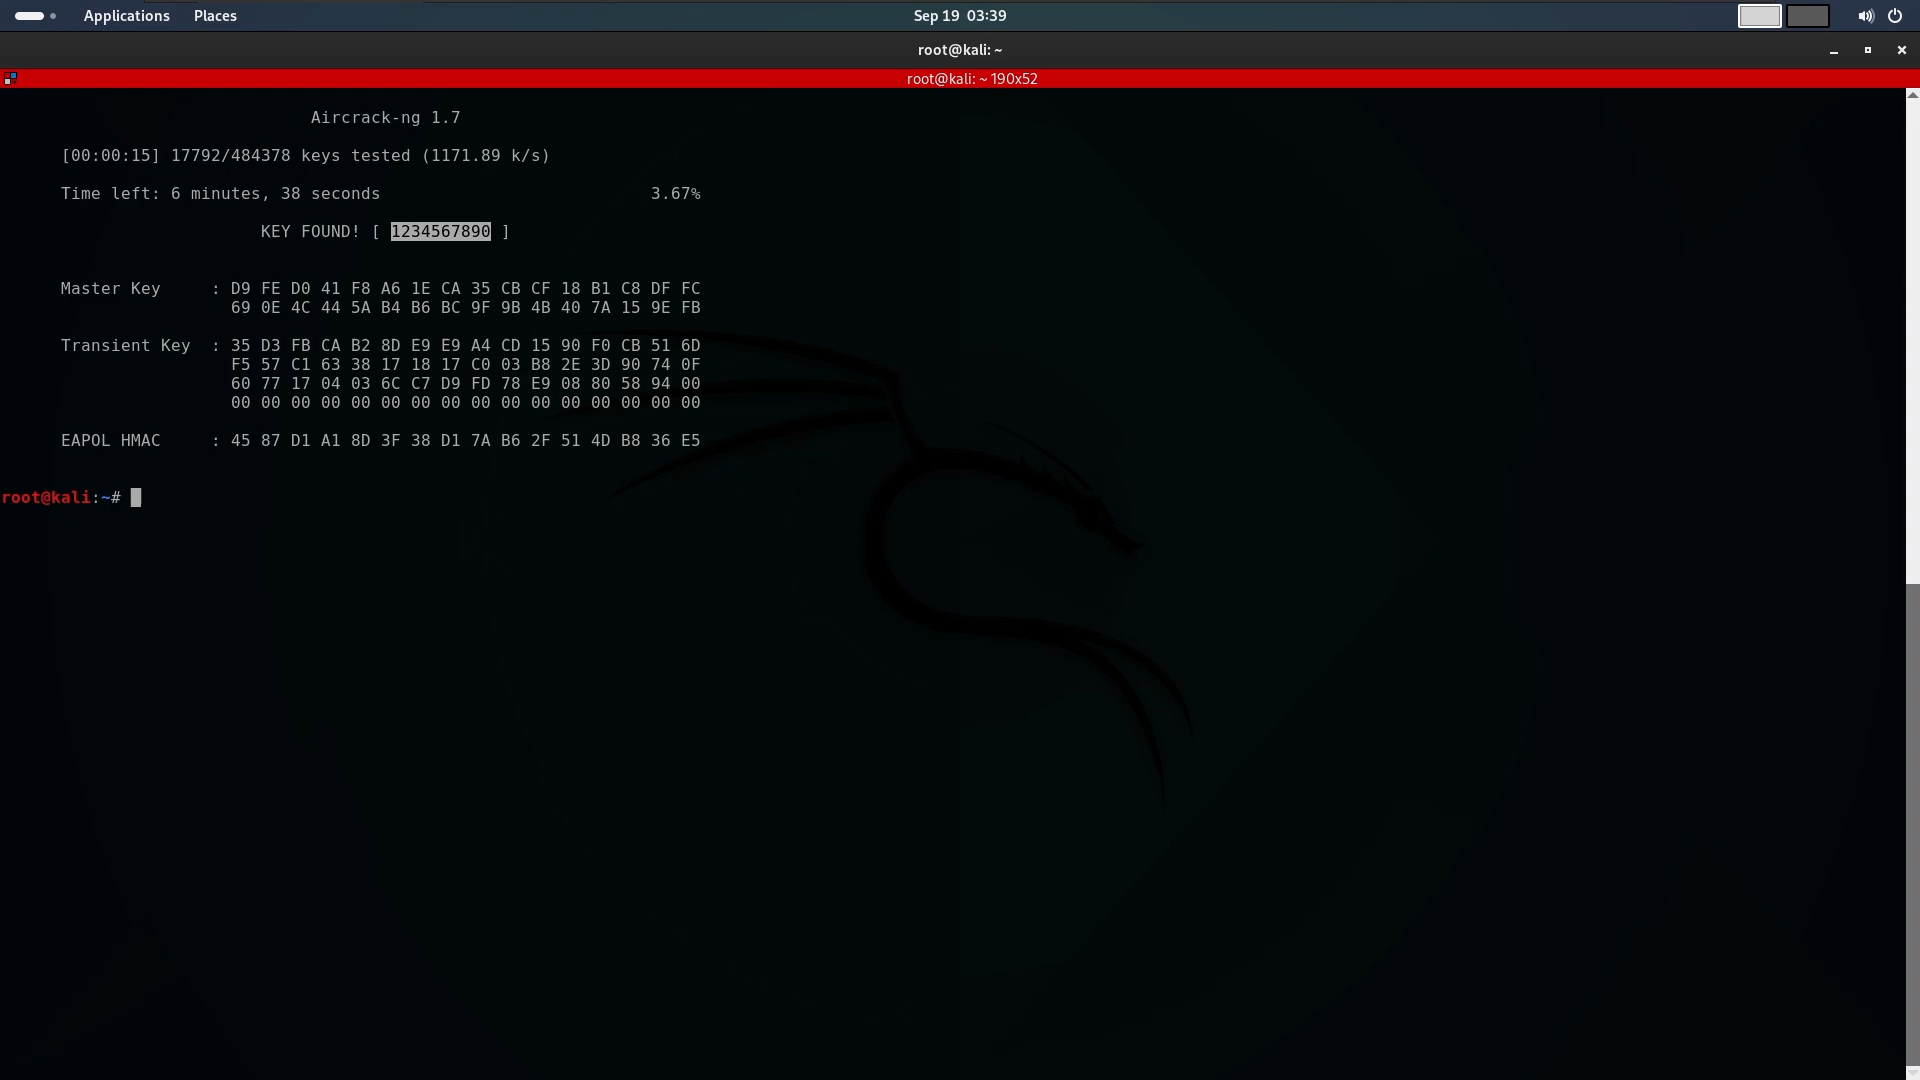 Applications Places Sep 19 03:39
root@kali: ~
root@kali: ~ 190x52
Aircrack-ng 1.7
[00:00:15] 17792/484378 keys tested (1171.89 k/s)
Time left: 6 minutes, 38 seconds 3.67%
KEY FOUND! [ 1234567890 ]
Master Key : D9 FE D0 41 F8 A6 1E CA 35 CB CF 18 B1 C8 DF FC
69 0E 4C 44 5A B4 B6 BC 9F 9B 4B 40 7A 15 9E FB
Transient Key : 35 D3 FB CA B2 8D E9 E9 A4 CD 15 90 F0 CB 51 6D
F5 57 C1 63 38 17 18 17 C0 03 B8 2E 3D 90 74 0F
60 77 17 04 03 6C C7 D9 FD 78 E9 08 80 58 94 00
00 00 00 00 00 00 00 00 00 00 00 00 00 00 00 00
EAPOL HMAC : 45 87 D1 A1 8D 3F 38 D1 7A B6 2F 51 4D B8 36 E5
root@kali:~#